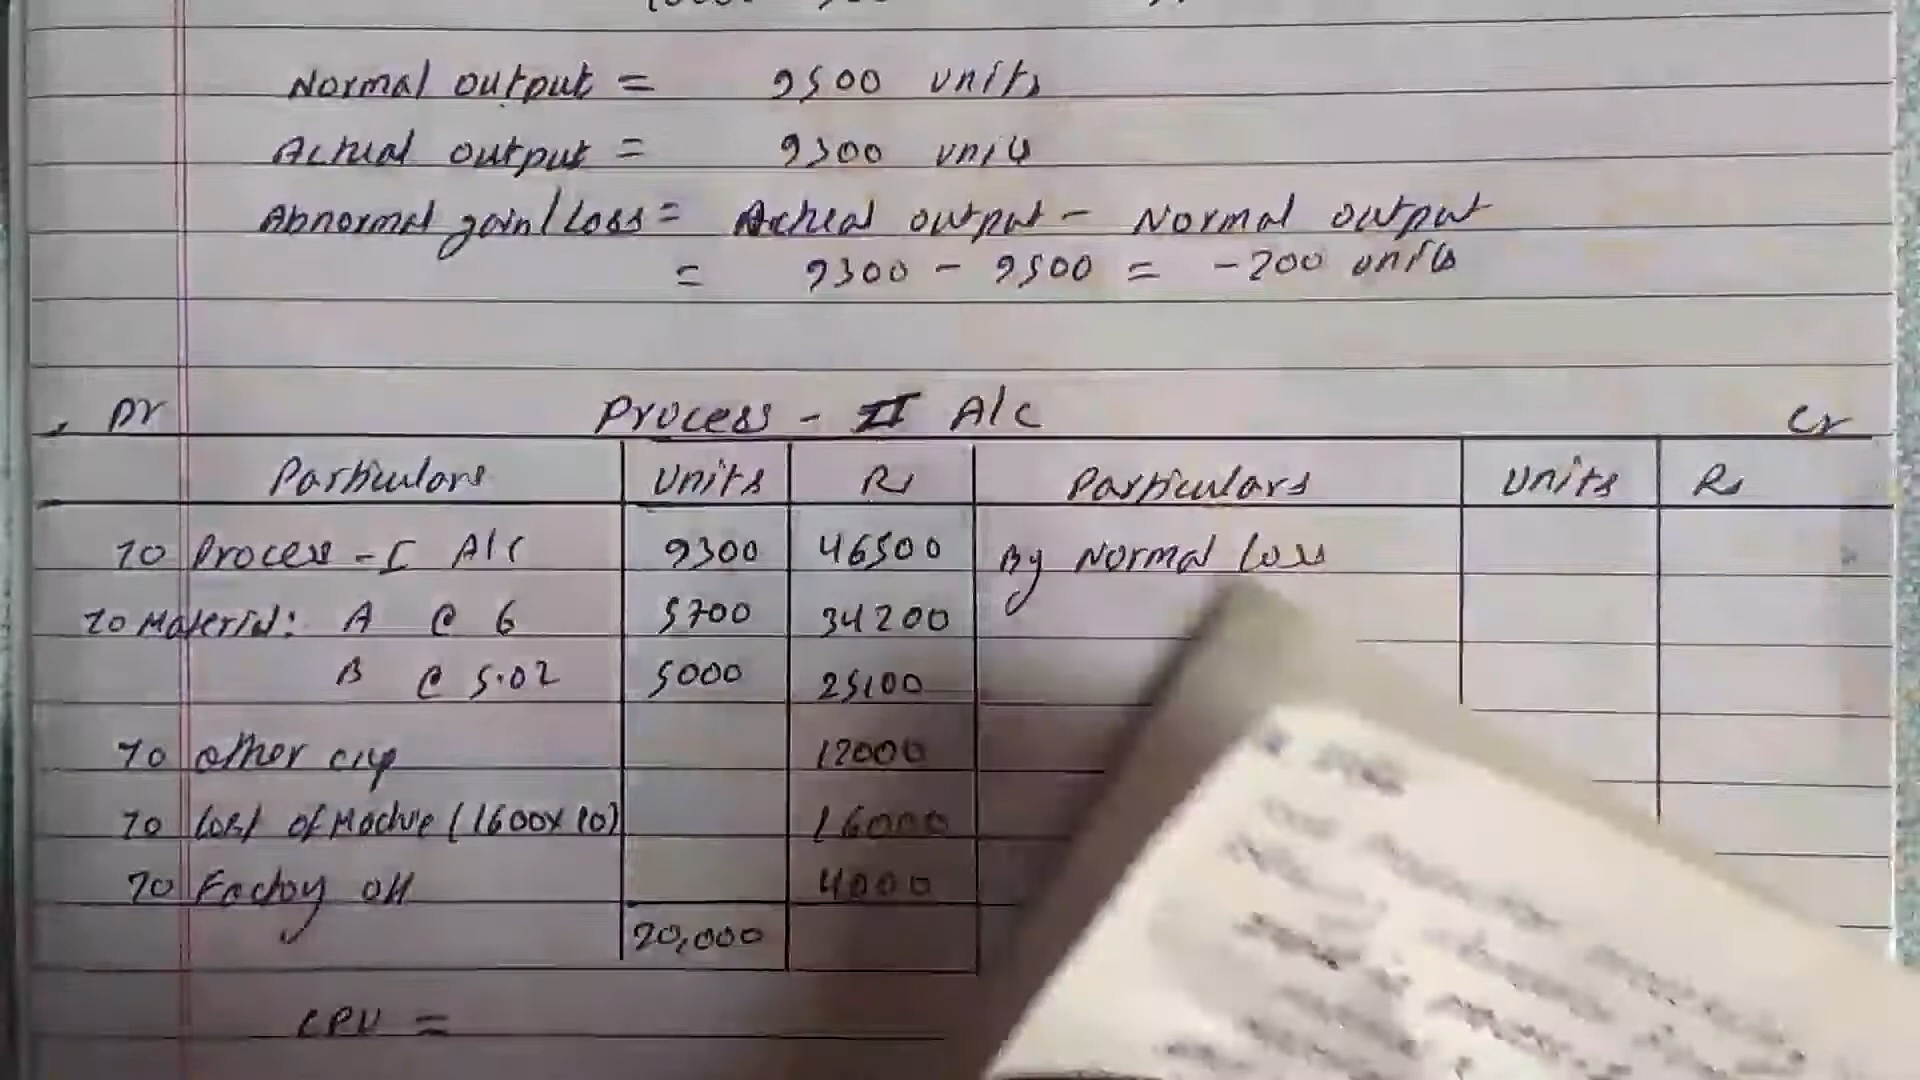 Normal output = 9500 units
Actual output = 9300 units
Abnormal gain/Loss = Actual output - Normal output
= 9300 - 9500 = -200 units
Dr Process - II A/c Cr
Particulars Units Rs Particulars Units Rs
To Process - I A/c 9300 46500 By Normal Loss
To Material: A @ 6 5700 34200
B @ 5.02 5000 25100
To other exp 12000
To Cost of Machine (1600x10) 16000
To Factory OH 4000
20,000
CPU =